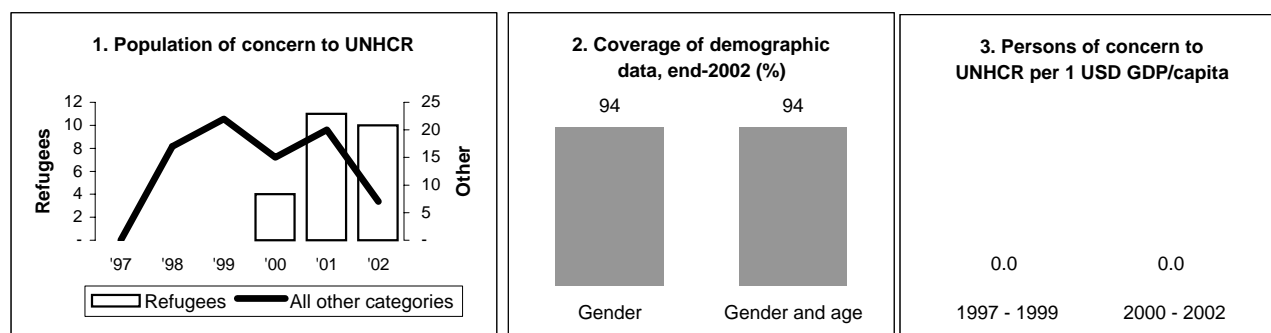 1. Population of concern to UNHCR
12
10
8
6
4
2
-
Refugees
25
20
15
10
5
-
Other
'97 '98 '99 '00 '01 '02
Refugees All other categories
2. Coverage of demographic
data, end-2002 (%)
94 94
Gender Gender and age
3. Persons of concern to
UNHCR per 1 USD GDP/capita
0.0 0.0
1997 - 1999 2000 - 2002